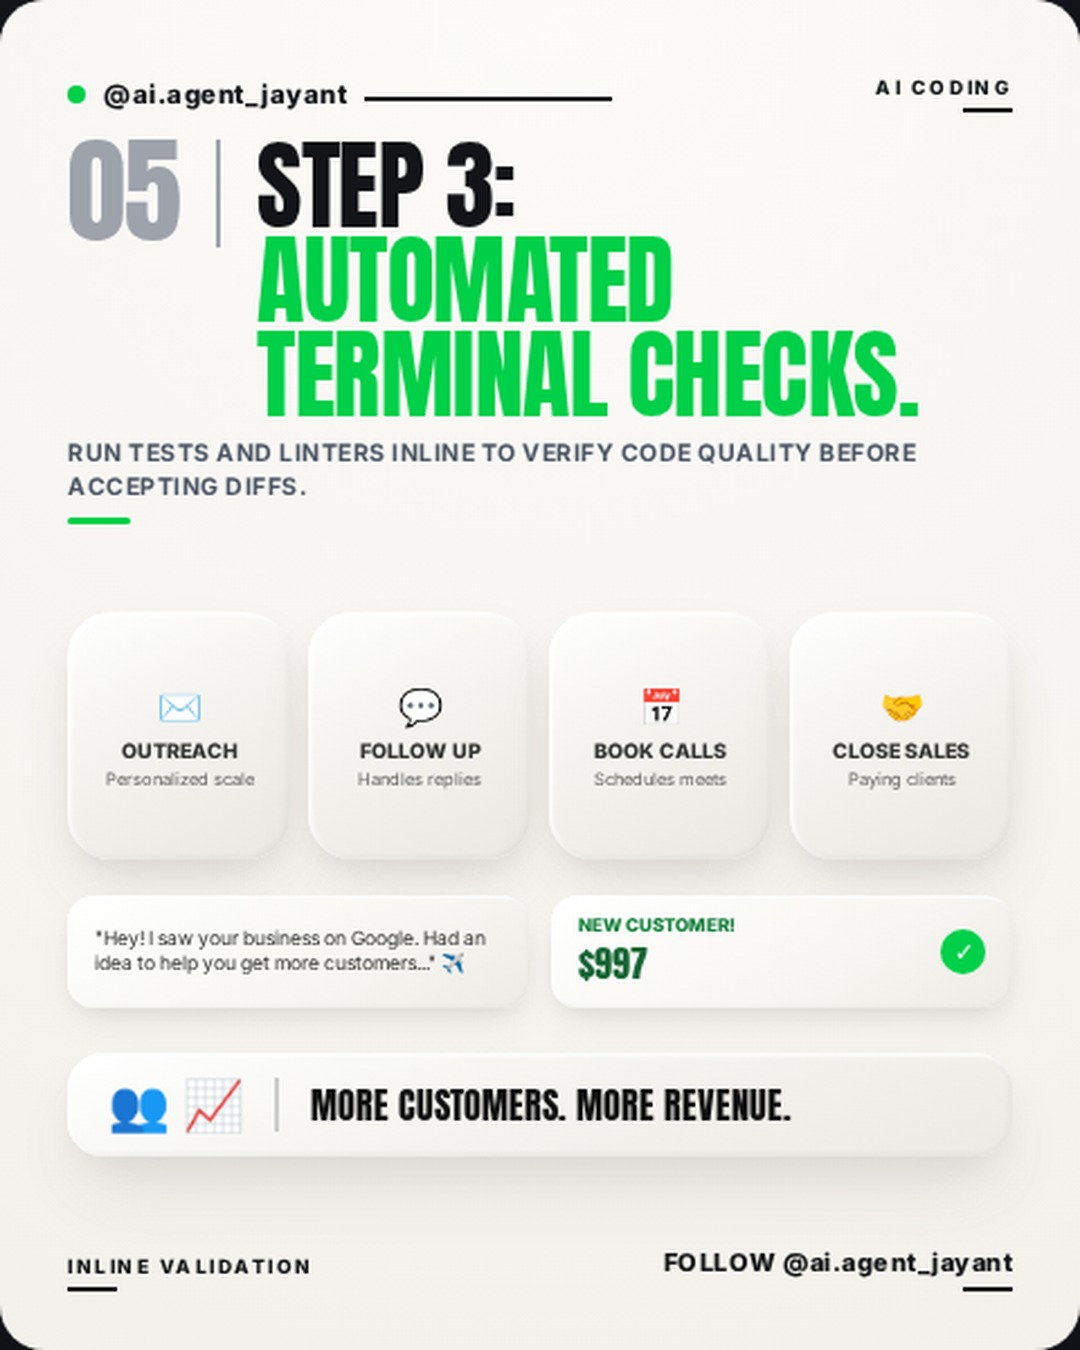 @ai.agent_jayant
AI CODING
05
STEP 3:
AUTOMATED
TERMINAL CHECKS.
RUN TESTS AND LINTERS INLINE TO VERIFY CODE QUALITY BEFORE
ACCEPTING DIFFS.
OUTREACH
Personalized scale
FOLLOW UP
Handles replies
JULY
17
BOOK CALLS
Schedules meets
CLOSE SALES
Paying clients
"Hey! I saw your business on Google. Had an
idea to help you get more customers..."
NEW CUSTOMER!
$997
MORE CUSTOMERS. MORE REVENUE.
INLINE VALIDATION
FOLLOW @ai.agent_jayant